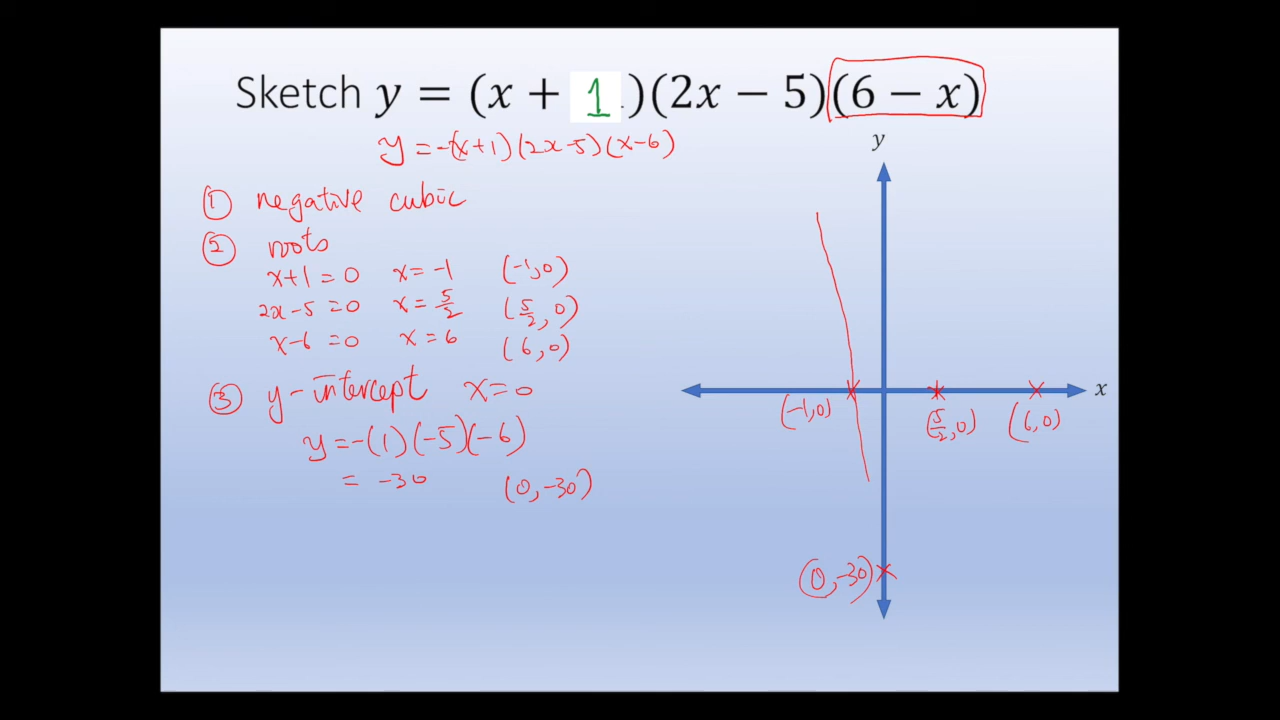 Sketch y = (x + 1)(2x − 5)(6 − x)
y = -(x+1)(2x-5)(x-6)
① negative cubic
② roots
x+1 = 0 x = -1 (-1,0)
2x-5 = 0 x = 5/2 (5/2, 0)
x-6 = 0 x = 6 (6,0)
③ y-intercept x = 0
y = -(1)(-5)(-6)
= -30 (0,-30)
y
x
(-1,0)
(5/2, 0)
(6,0)
(0,-30)